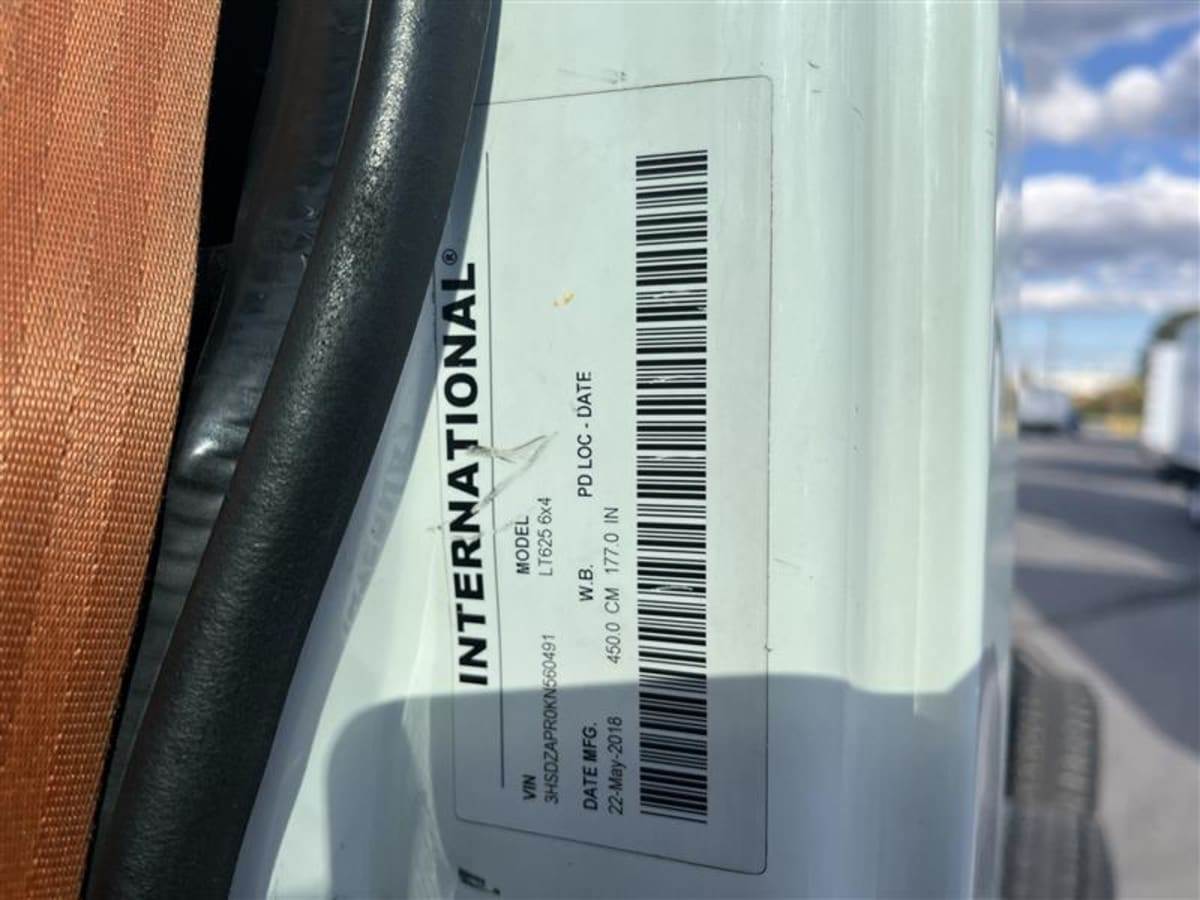 INTERNATIONAL®
VIN MODEL
3HSDZAPR0KN560491 LT625 6x4
DATE MFG. W.B. PD LOC - DATE
22-May-2018 450.0 CM 177.0 IN